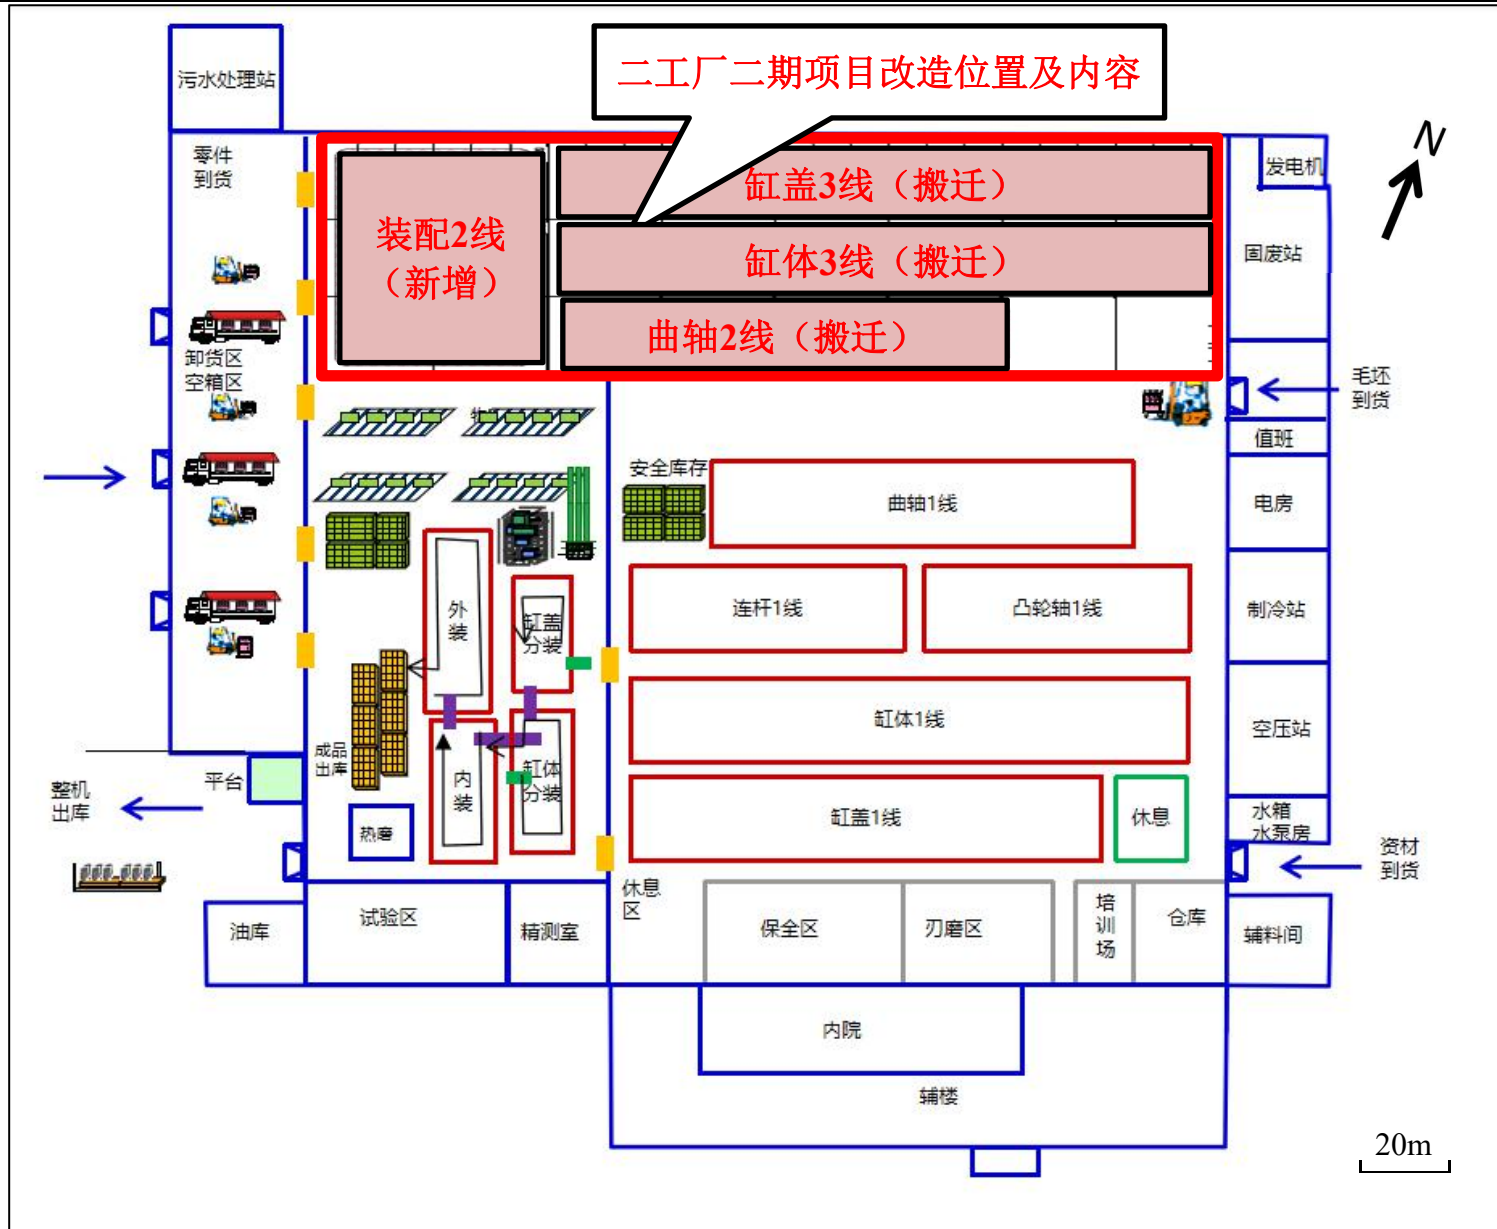 二工厂二期项目改造位置及内容
污水处理站
N
零件
到货
发电机
装配2线
（新增）
缸盖3线（搬迁）
缸体3线（搬迁）
曲轴2线（搬迁）
固废站
卸货区
空箱区
毛坯
到货
值班
安全库存
曲轴1线
电房
外
装
缸盖
分装
连杆1线
凸轮轴1线
制冷站
缸体1线
空压站
成品
出库
内
装
缸体
分装
平台
整机
出库
热磨
缸盖1线
休息
水箱
水泵房
资材
到货
休息
区
油库
试验区
精测室
保全区
刃磨区
培
训
场
仓库
辅料间
内院
辅楼
20m